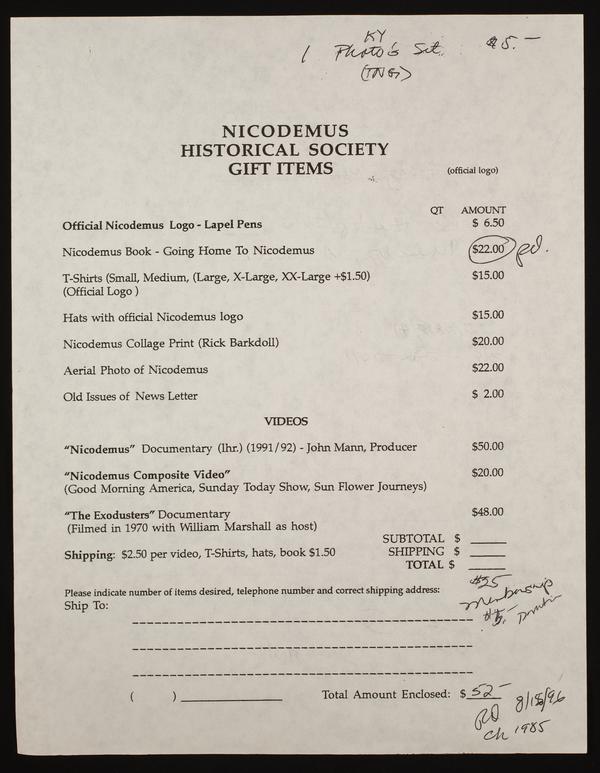 KY
1 Photo's Set. $5.—
(TNG)
NICODEMUS
HISTORICAL SOCIETY
GIFT ITEMS (official logo)
QT AMOUNT
Official Nicodemus Logo - Lapel Pens $ 6.50
Nicodemus Book - Going Home To Nicodemus $22.00 pd.
T-Shirts (Small, Medium, (Large, X-Large, XX-Large +$1.50) $15.00
(Official Logo )
Hats with official Nicodemus logo $15.00
Nicodemus Collage Print (Rick Barkdoll) $20.00
Aerial Photo of Nicodemus $22.00
Old Issues of News Letter $ 2.00
VIDEOS
“Nicodemus” Documentary (lhr.) (1991/92) - John Mann, Producer $50.00
“Nicodemus Composite Video” $20.00
(Good Morning America, Sunday Today Show, Sun Flower Journeys)
“The Exodusters” Documentary $48.00
(Filmed in 1970 with William Marshall as host)
SUBTOTAL $ ______
Shipping: $2.50 per video, T-Shirts, hats, book $1.50 SHIPPING $ ______
TOTAL $ ______
$25
Please indicate number of items desired, telephone number and correct shipping address:
Membership
Ship To:
$5.— Donation
( ) Total Amount Enclosed: $ 52—
PD 8/15/96
ch 1985